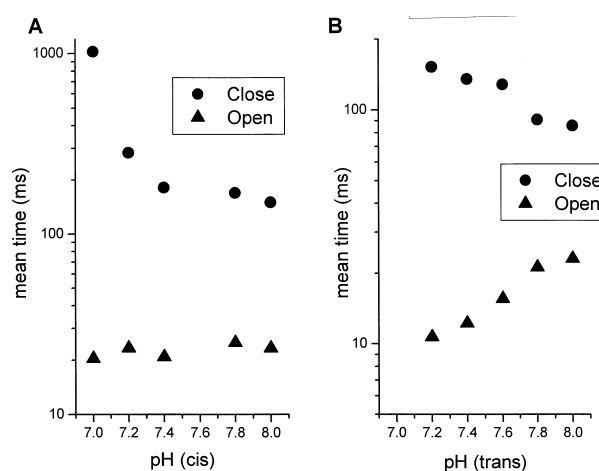 A
mean time (ms)
1000
100
10
Close
Open
7.0 7.2 7.4 7.6 7.8 8.0
pH (cis)
B
mean time (ms)
100
10
Close
Open
7.0 7.2 7.4 7.6 7.8 8.0
pH (trans)